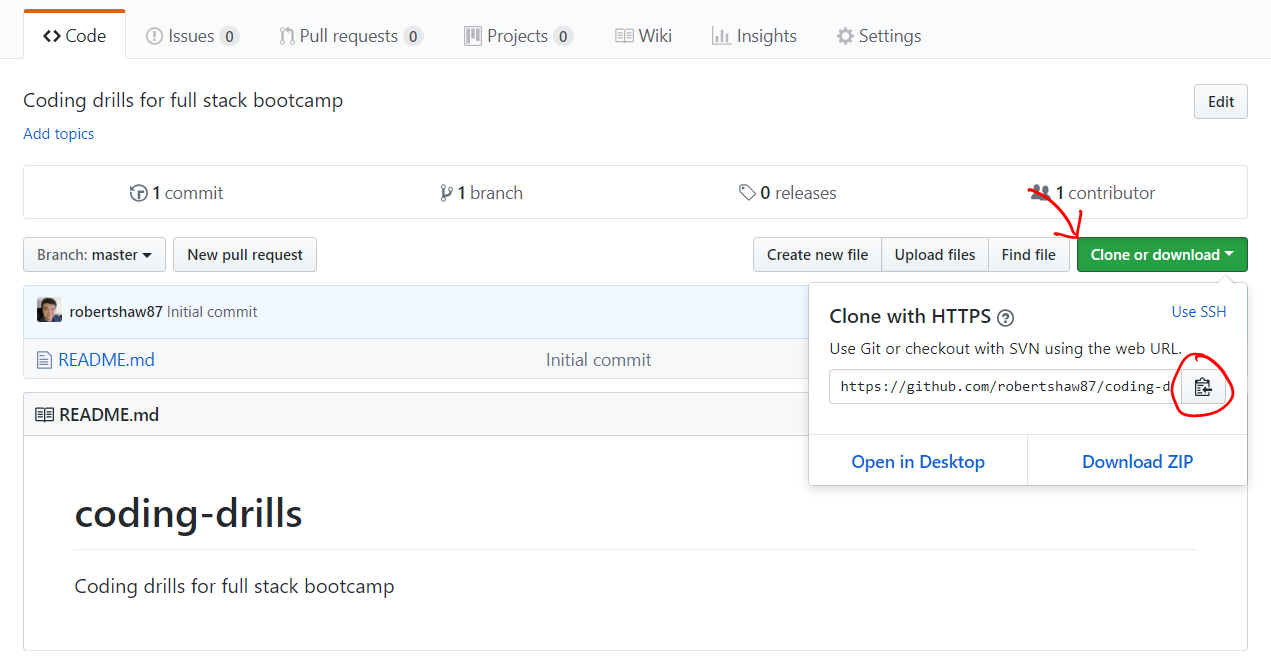 Code Issues 0 Pull requests 0 Projects 0 Wiki Insights Settings
Coding drills for full stack bootcamp Edit
Add topics
1 commit 1 branch 0 releases 1 contributor
Branch: master New pull request Create new file Upload files Find file Clone or download
robertshaw87 Initial commit
README.md Initial commit
Clone with HTTPS ? Use SSH
Use Git or checkout with SVN using the web URL.
https://github.com/robertshaw87/coding-d
Open in Desktop Download ZIP
README.md
coding-drills
Coding drills for full stack bootcamp